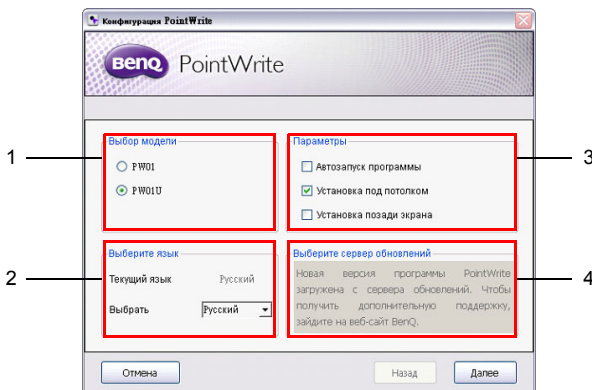 Конфигурация PointWrite
BenQ PointWrite
1
Выбор модели
PW01
PW01U
Параметры
Автозапуск программы
Установка под потолком
Установка позади экрана
3
2
Выберите язык
Текущий язык Русский
Выбрать Русский
Выберите сервер обновлений
Новая версия программы PointWrite
загружена с сервера обновлений. Чтобы
получить дополнительную поддержку,
зайдите на веб-сайт BenQ.
4
Отмена Назад Далее